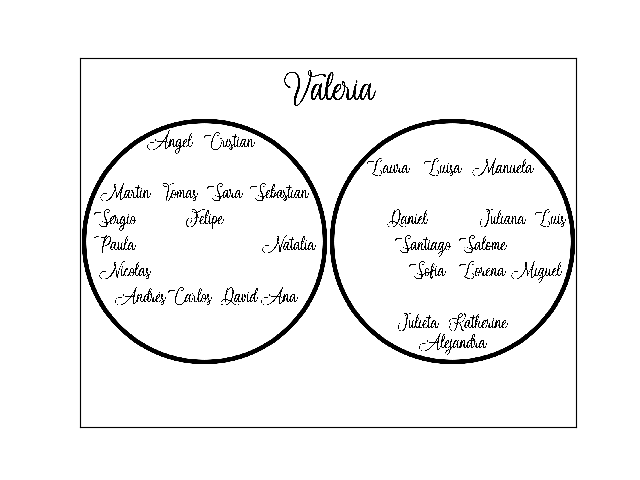 Valeria
Angel Cristian
Laura Luisa Manuela
Martin Tomas Sara Sebastian
Sergio Felipe
Daniel Juliana Luis
Paula Natalia
Santiago Salome
Nicolas
Sofia Lorena Miguel
Andres Carlos David Ana
Julieta Katherine
Alejandra